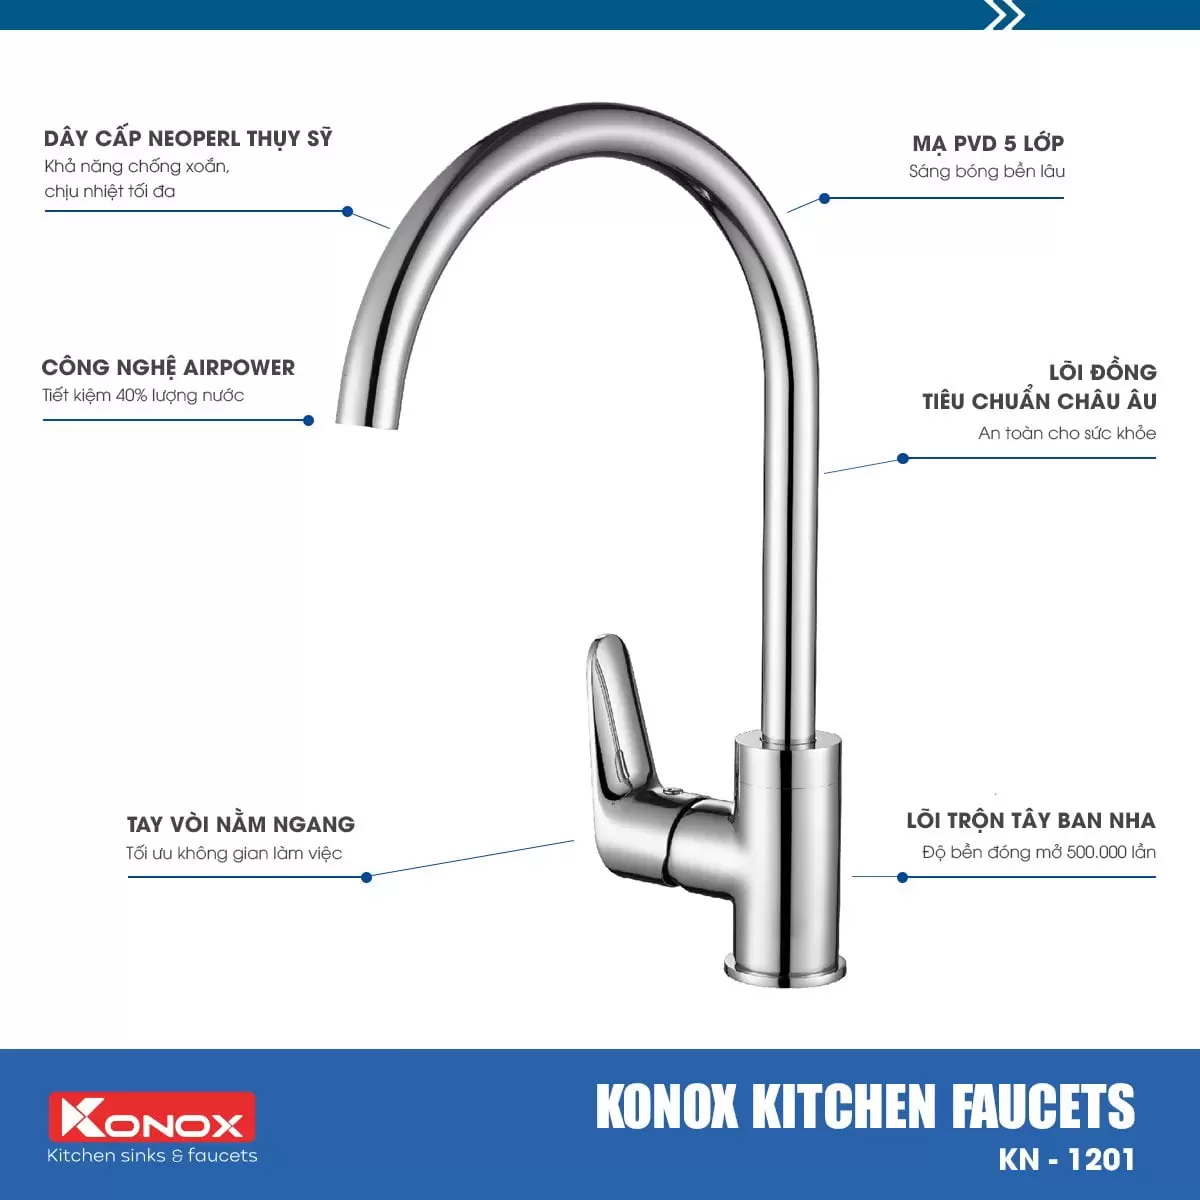 DÂY CẤP NEOPERL THỤY SỸ
Khả năng chống xoắn,
chịu nhiệt tối đa
MẠ PVD 5 LỚP
Sáng bóng bền lâu
CÔNG NGHỆ AIRPOWER
Tiết kiệm 40% lượng nước
LÕI ĐỒNG
TIÊU CHUẨN CHÂU ÂU
An toàn cho sức khỏe
TAY VÒI NẰM NGANG
Tối ưu không gian làm việc
LÕI TRỘN TÂY BAN NHA
Độ bền đóng mở 500.000 lần
KONOX
Kitchen sinks & faucets
KONOX KITCHEN FAUCETS
KN - 1201